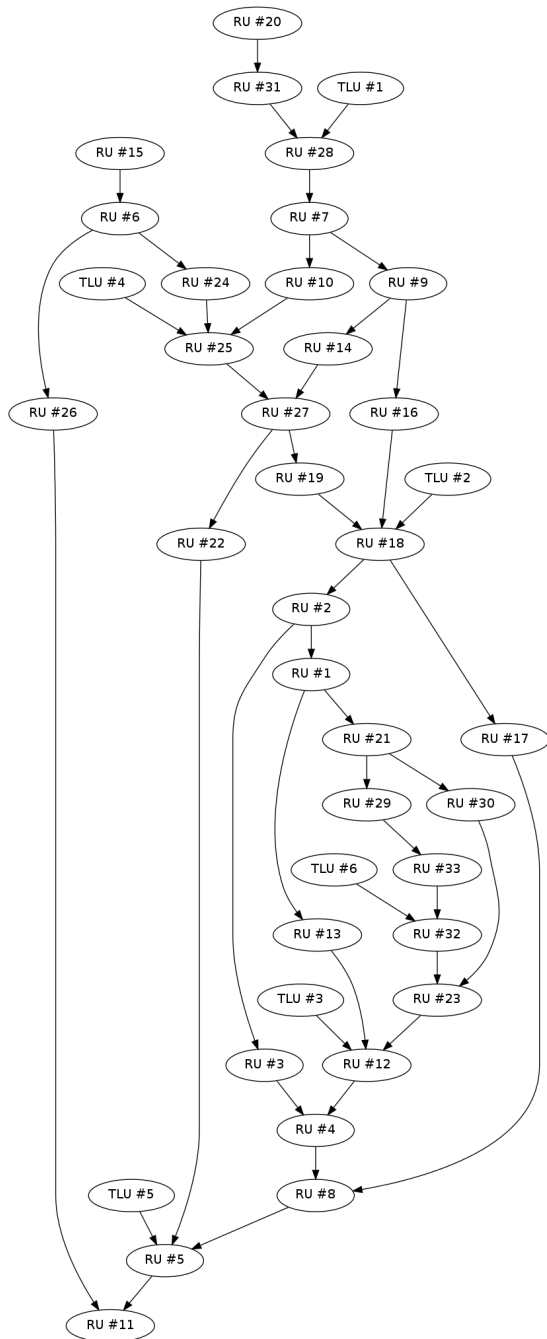 RU #20
RU #31
TLU #1
RU #15
RU #28
RU #6
RU #7
TLU #4
RU #24
RU #10
RU #9
RU #25
RU #14
RU #26
RU #27
RU #16
RU #19
TLU #2
RU #22
RU #18
RU #2
RU #1
RU #21
RU #17
RU #29
RU #30
TLU #6
RU #33
RU #13
RU #32
TLU #3
RU #23
RU #3
RU #12
RU #4
TLU #5
RU #8
RU #5
RU #11